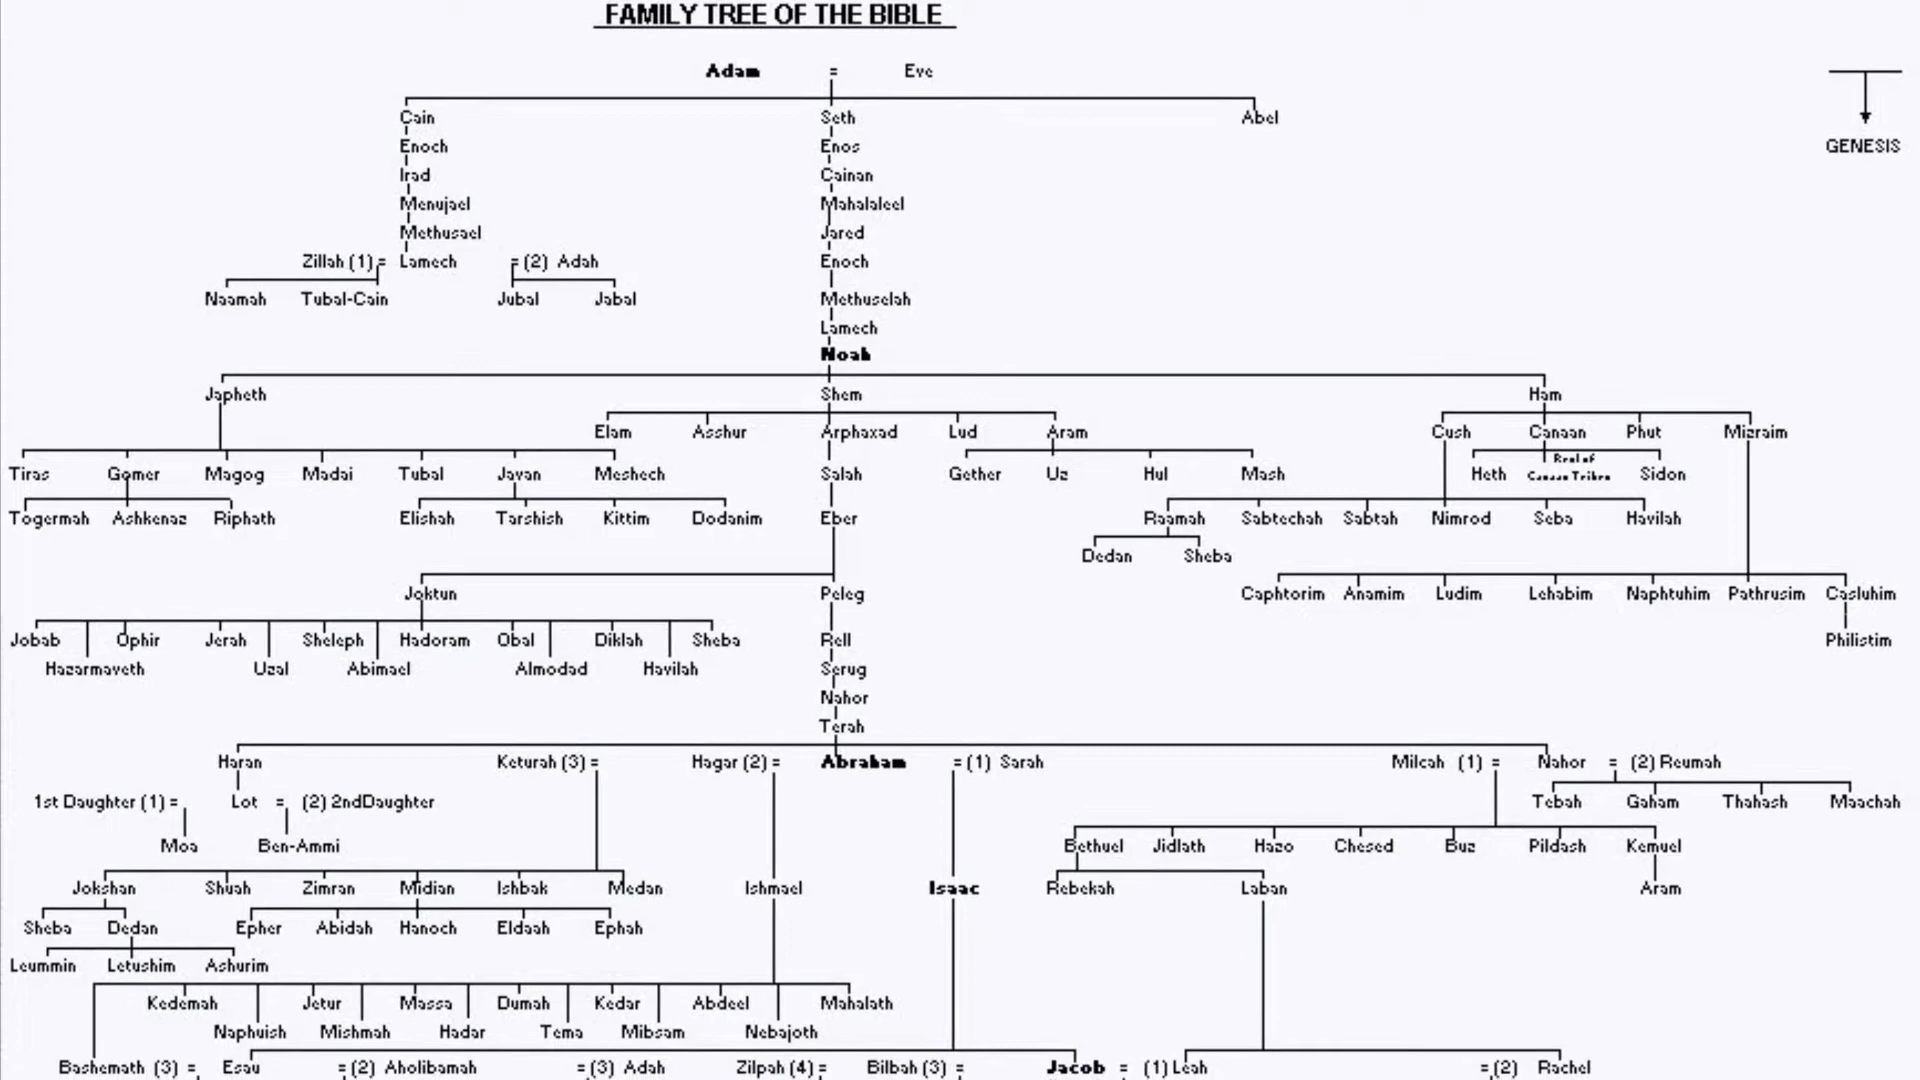 FAMILY TREE OF THE BIBLE
Adam = Eve
Cain Seth Abel
Enoch Enos GENESIS
Irad Cainan
Menujael Mahalaleel
Methusael Jared
Zillah (1) = Lamech = (2) Adah Enoch
Naamah Tubal-Cain Jubal Jabal Methuselah
Lamech
Noah
Japheth Shem Ham
Elam Asshur Arphaxad Lud Aram Cush Canaan Phut Mizraim
Rest of
Tiras Gomer Magog Madai Tubal Javan Meshech Salah Gether Uz Hul Mash Heth Canaan Tribes Sidon
Togermah Ashkenaz Riphath Elishah Tarshish Kittim Dodanim Eber Raamah Sabtechah Sabtah Nimrod Seba Havilah
Dedan Sheba
Joktun Peleg Caphtorim Anamim Ludim Lehabim Naphtuhim Pathrusim Casluhim
Jobab Ophir Jerah Sheleph Hadoram Obal Diklah Sheba Rell Philistim
Hazarmaveth Uzal Abimael Almodad Havilah Serug
Nahor
Terah
Haran Keturah (3) = Hagar (2) = Abraham = (1) Sarah Milcah (1) = Nahor = (2) Reumah
1st Daughter (1) = Lot = (2) 2ndDaughter Tebah Gaham Thahash Maachah
Moa Ben-Ammi Bethuel Jidlath Hazo Chesed Buz Pildash Kemuel
Jokshan Shuah Zimran Midian Ishbak Medan Ishmael Isaac Rebekah Laban Aram
Sheba Dedan Epher Abidah Hanoch Eldaah Ephah
Leummin Letushim Ashurim
Kedemah Jetur Massa Dumah Kedar Abdeel Mahalath
Naphuish Mishmah Hadar Tema Mibsam Nebajoth
Bashemath (3) = Esau = (2) Aholibamah = (3) Adah Zilpah (4) = Bilbah (3) = Jacob = (1) Leah = (2) Rachel